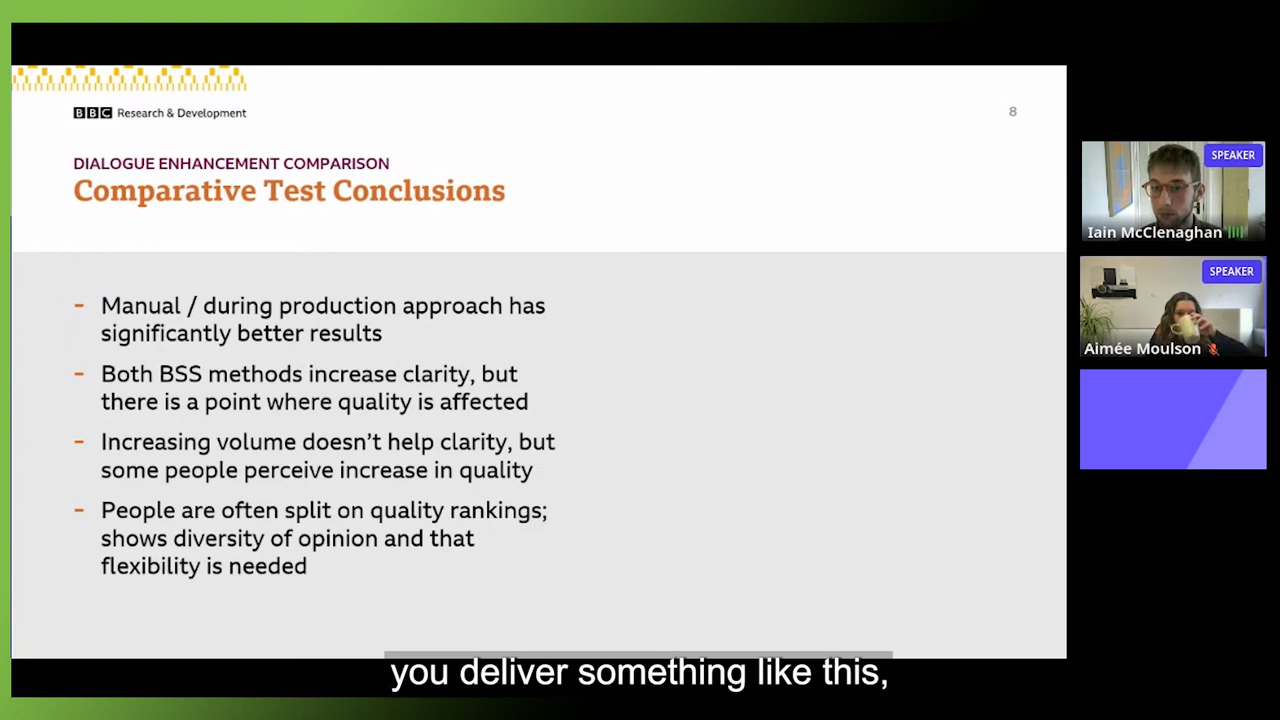 BBC Research & Development
8
DIALOGUE ENHANCEMENT COMPARISON
Comparative Test Conclusions
- Manual / during production approach has
significantly better results
- Both BSS methods increase clarity, but
there is a point where quality is affected
- Increasing volume doesn't help clarity, but
some people perceive increase in quality
- People are often split on quality rankings;
shows diversity of opinion and that
flexibility is needed
SPEAKER
Iain McClenaghan
SPEAKER
Aimée Moulson
you deliver something like this,